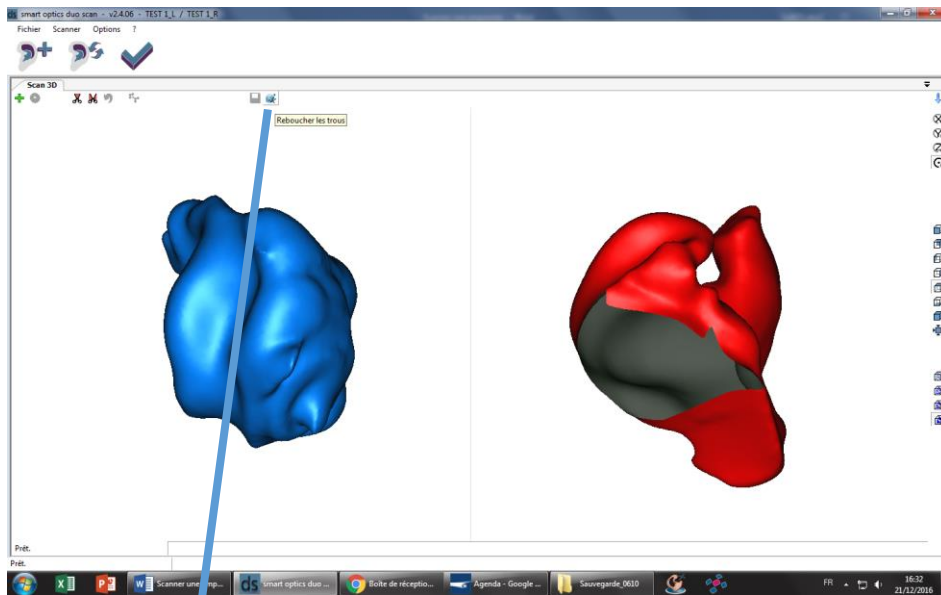 ds smart optics duo scan - v2.4.06 - TEST 1_L / TEST 1_R
Fichier Scanner Options ?
Scan 3D
Reboucher les trous
Prêt.
Prêt.
Scanner une emp... smart optics duo ... Boîte de réceptio... Agenda - Google ... Sauvegarde_0610 FR 16:32
21/12/2016